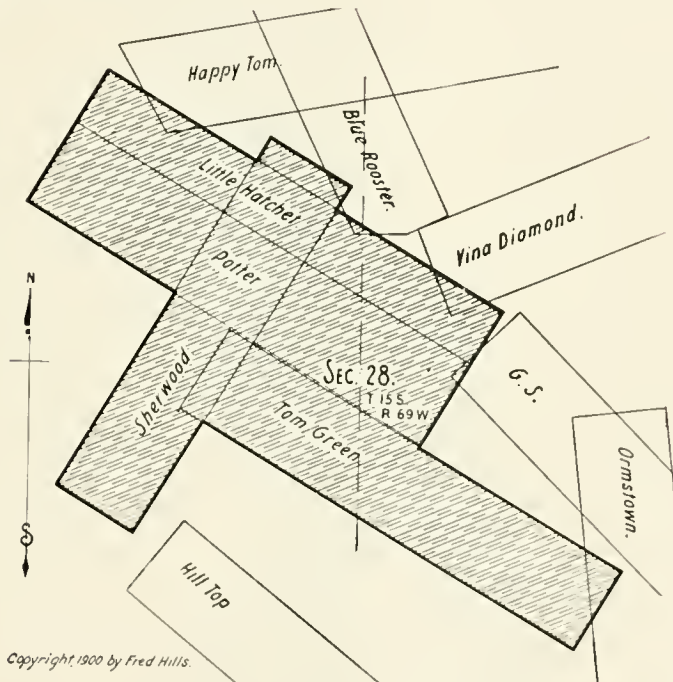 Happy Tom.
Blue Rooster.
Little Hatchet
Vina Diamond.
Potter
N
SEC. 28.
T 15 S.
R 69 W.
G.S.
Sherwood
Tom Green
Ormstown.
S
Hill Top
Copyright, 1900 by Fred Hills.